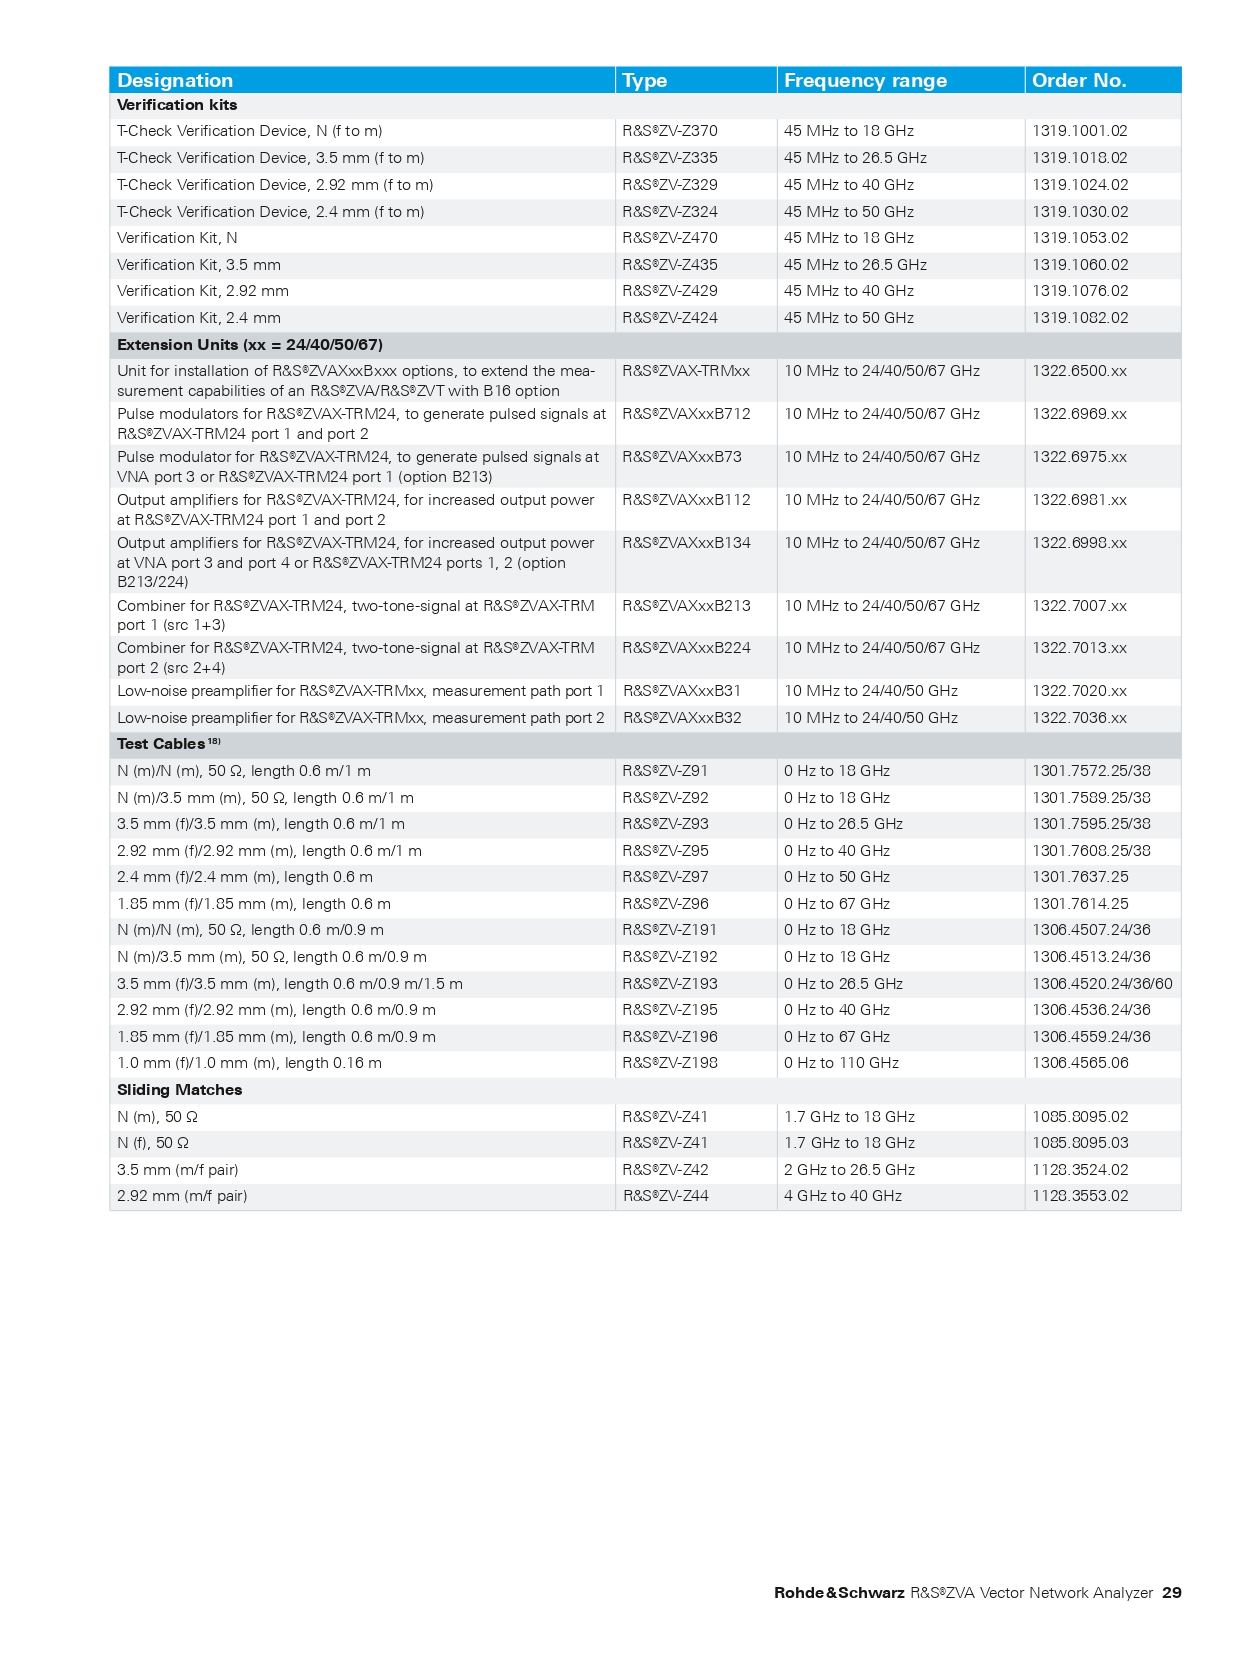 Designation Type Frequency range Order No.
Verification kits
T-Check Verification Device, N (f to m) R&S®ZV-Z370 45 MHz to 18 GHz 1319.1001.02
T-Check Verification Device, 3.5 mm (f to m) R&S®ZV-Z335 45 MHz to 26.5 GHz 1319.1018.02
T-Check Verification Device, 2.92 mm (f to m) R&S®ZV-Z329 45 MHz to 40 GHz 1319.1024.02
T-Check Verification Device, 2.4 mm (f to m) R&S®ZV-Z324 45 MHz to 50 GHz 1319.1030.02
Verification Kit, N R&S®ZV-Z470 45 MHz to 18 GHz 1319.1053.02
Verification Kit, 3.5 mm R&S®ZV-Z435 45 MHz to 26.5 GHz 1319.1060.02
Verification Kit, 2.92 mm R&S®ZV-Z429 45 MHz to 40 GHz 1319.1076.02
Verification Kit, 2.4 mm R&S®ZV-Z424 45 MHz to 50 GHz 1319.1082.02
Extension Units (xx = 24/40/50/67)
Unit for installation of R&S®ZVAXxxBxxx options, to extend the mea- R&S®ZVAX-TRMxx 10 MHz to 24/40/50/67 GHz 1322.6500.xx
surement capabilities of an R&S®ZVA/R&S®ZVT with B16 option
Pulse modulators for R&S®ZVAX-TRM24, to generate pulsed signals at R&S®ZVAXxxB712 10 MHz to 24/40/50/67 GHz 1322.6969.xx
R&S®ZVAX-TRM24 port 1 and port 2
Pulse modulator for R&S®ZVAX-TRM24, to generate pulsed signals at R&S®ZVAXxxB73 10 MHz to 24/40/50/67 GHz 1322.6975.xx
VNA port 3 or R&S®ZVAX-TRM24 port 1 (option B213)
Output amplifiers for R&S®ZVAX-TRM24, for increased output power R&S®ZVAXxxB112 10 MHz to 24/40/50/67 GHz 1322.6981.xx
at R&S®ZVAX-TRM24 port 1 and port 2
Output amplifiers for R&S®ZVAX-TRM24, for increased output power R&S®ZVAXxxB134 10 MHz to 24/40/50/67 GHz 1322.6998.xx
at VNA port 3 and port 4 or R&S®ZVAX-TRM24 ports 1, 2 (option
B213/224)
Combiner for R&S®ZVAX-TRM24, two-tone-signal at R&S®ZVAX-TRM R&S®ZVAXxxB213 10 MHz to 24/40/50/67 GHz 1322.7007.xx
port 1 (src 1+3)
Combiner for R&S®ZVAX-TRM24, two-tone-signal at R&S®ZVAX-TRM R&S®ZVAXxxB224 10 MHz to 24/40/50/67 GHz 1322.7013.xx
port 2 (src 2+4)
Low-noise preamplifier for R&S®ZVAX-TRMxx, measurement path port 1 R&S®ZVAXxxB31 10 MHz to 24/40/50 GHz 1322.7020.xx
Low-noise preamplifier for R&S®ZVAX-TRMxx, measurement path port 2 R&S®ZVAXxxB32 10 MHz to 24/40/50 GHz 1322.7036.xx
Test Cables 18)
N (m)/N (m), 50 Ω, length 0.6 m/1 m R&S®ZV-Z91 0 Hz to 18 GHz 1301.7572.25/38
N (m)/3.5 mm (m), 50 Ω, length 0.6 m/1 m R&S®ZV-Z92 0 Hz to 18 GHz 1301.7589.25/38
3.5 mm (f)/3.5 mm (m), length 0.6 m/1 m R&S®ZV-Z93 0 Hz to 26.5 GHz 1301.7595.25/38
2.92 mm (f)/2.92 mm (m), length 0.6 m/1 m R&S®ZV-Z95 0 Hz to 40 GHz 1301.7608.25/38
2.4 mm (f)/2.4 mm (m), length 0.6 m R&S®ZV-Z97 0 Hz to 50 GHz 1301.7637.25
1.85 mm (f)/1.85 mm (m), length 0.6 m R&S®ZV-Z96 0 Hz to 67 GHz 1301.7614.25
N (m)/N (m), 50 Ω, length 0.6 m/0.9 m R&S®ZV-Z191 0 Hz to 18 GHz 1306.4507.24/36
N (m)/3.5 mm (m), 50 Ω, length 0.6 m/0.9 m R&S®ZV-Z192 0 Hz to 18 GHz 1306.4513.24/36
3.5 mm (f)/3.5 mm (m), length 0.6 m/0.9 m/1.5 m R&S®ZV-Z193 0 Hz to 26.5 GHz 1306.4520.24/36/60
2.92 mm (f)/2.92 mm (m), length 0.6 m/0.9 m R&S®ZV-Z195 0 Hz to 40 GHz 1306.4536.24/36
1.85 mm (f)/1.85 mm (m), length 0.6 m/0.9 m R&S®ZV-Z196 0 Hz to 67 GHz 1306.4559.24/36
1.0 mm (f)/1.0 mm (m), length 0.16 m R&S®ZV-Z198 0 Hz to 110 GHz 1306.4565.06
Sliding Matches
N (m), 50 Ω R&S®ZV-Z41 1.7 GHz to 18 GHz 1085.8095.02
N (f), 50 Ω R&S®ZV-Z41 1.7 GHz to 18 GHz 1085.8095.03
3.5 mm (m/f pair) R&S®ZV-Z42 2 GHz to 26.5 GHz 1128.3524.02
2.92 mm (m/f pair) R&S®ZV-Z44 4 GHz to 40 GHz 1128.3553.02
Rohde&Schwarz R&S®ZVA Vector Network Analyzer 29